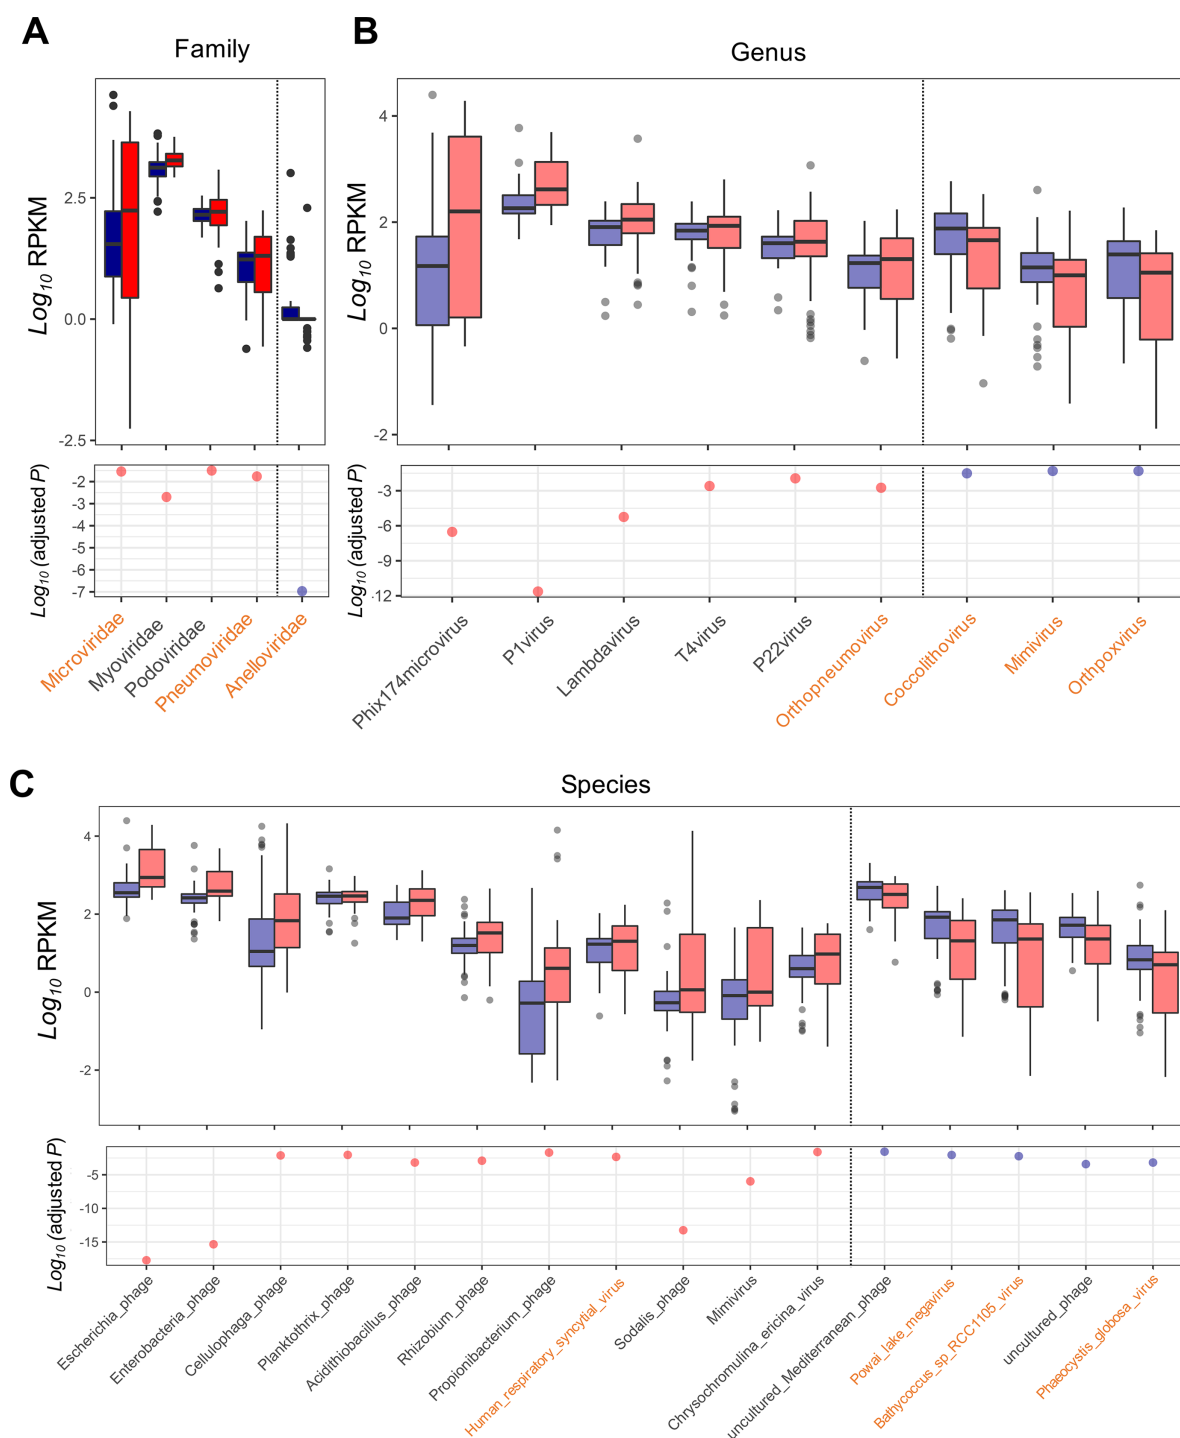 A
Family
Log10 RPKM
2.5
0.0
-2.5
Log10 (adjusted P)
-2
-3
-4
-5
-6
-7
Microviridae
Myoviridae
Podoviridae
Pneumoviridae
Anelloviridae
B
Genus
Log10 RPKM
4
2
0
-2
Log10 (adjusted P)
-3
-6
-9
-12
Phix174microvirus
P1virus
Lambdavirus
T4virus
P22virus
Orthopneumovirus
Coccolithovirus
Mimivirus
Orthpoxvirus
C
Species
Log10 RPKM
4
2
0
-2
Log10 (adjusted P)
-5
-10
-15
Escherichia_phage
Enterobacteria_phage
Cellulophaga_phage
Planktothrix_phage
Acidithiobacillus_phage
Rhizobium_phage
Propionibacterium_phage
Human_respiratory_syncytial_virus
Sodalis_phage
Mimivirus
Chrysochromulina_ericina_virus
uncultured_Mediterranean_phage
Powai_lake_megavirus
Bathycoccus_sp_RCC1105_virus
uncultured_phage
Phaeocystis_globosa_virus